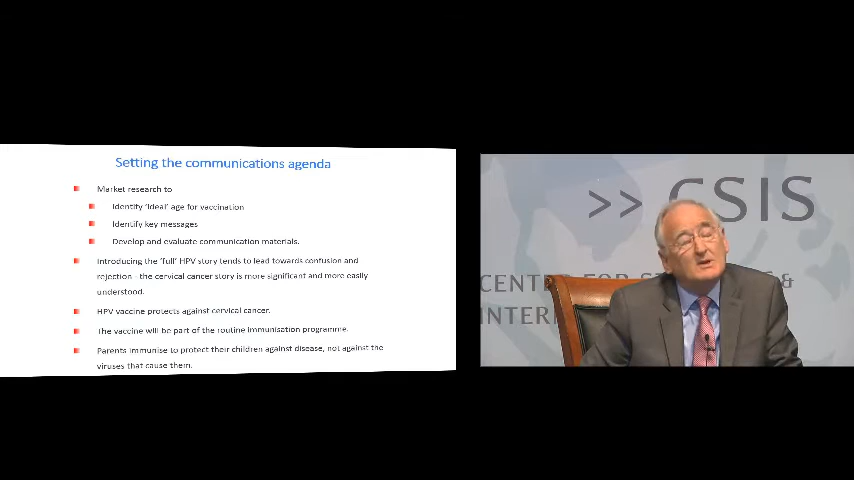 Setting the communications agenda
Market research to
Identify 'ideal' age for vaccination
Identify key messages
Develop and evaluate communication materials.
Introducing the 'full' HPV story tends to lead towards confusion and
rejection - the cervical cancer story is more significant and more easily
understood.
HPV vaccine protects against cervical cancer.
The vaccine will be part of the routine immunisation programme.
Parents immunise to protect their children against disease, not against the
viruses that cause them.
>> CSIS
CENTER FOR &